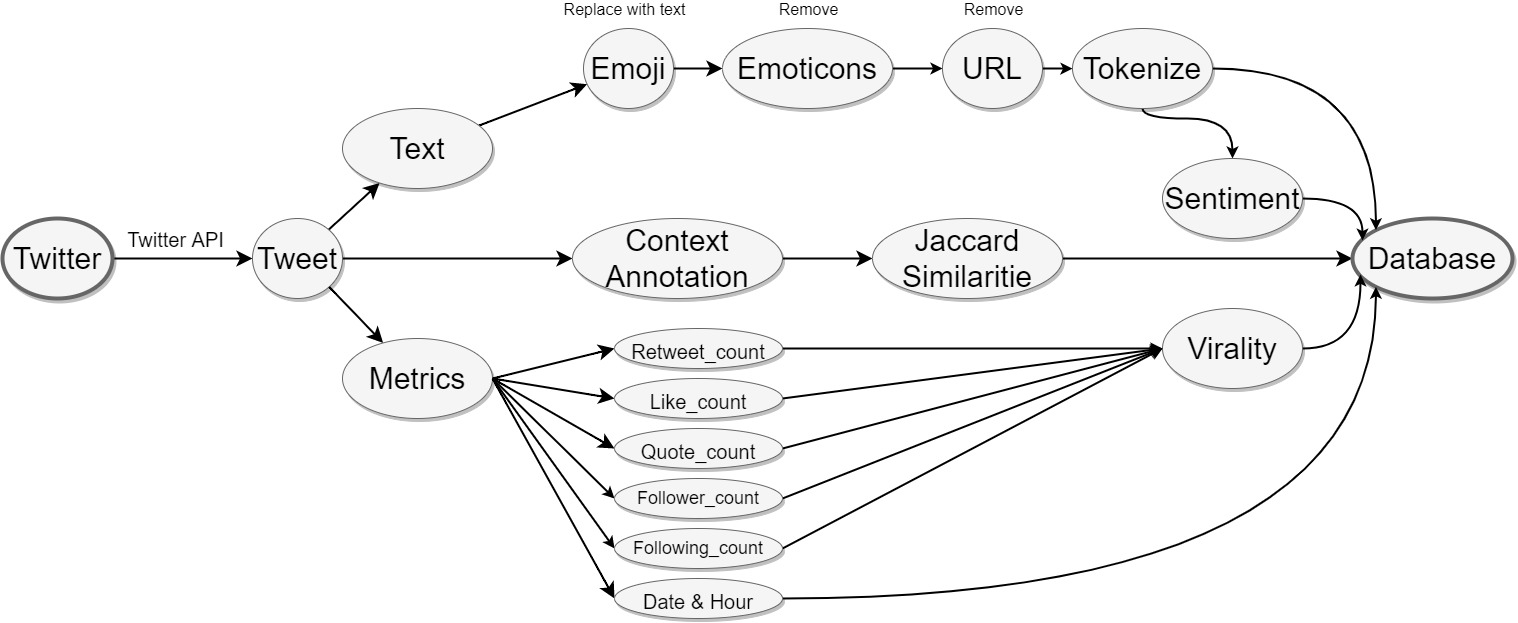 Replace with text
Remove
Remove
Emoji
Emoticons
URL
Tokenize
Text
Sentiment
Twitter
Twitter API
Tweet
Context
Annotation
Jaccard
Similaritie
Database
Metrics
Retweet_count
Like_count
Quote_count
Follower_count
Following_count
Date & Hour
Virality